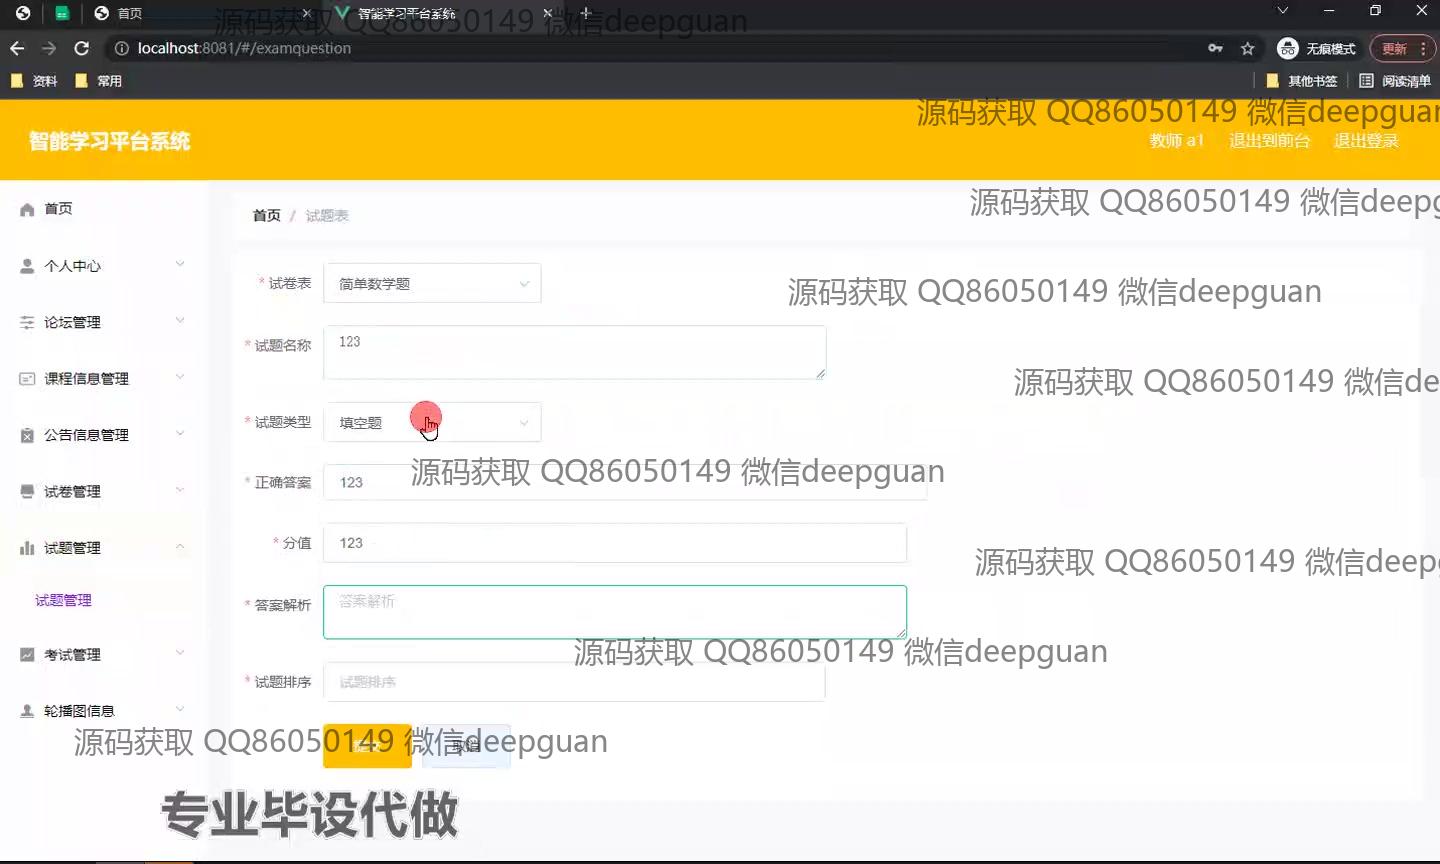 首页
智能学习平台系统
源码获取 QQ86050149 微信deepguan
localhost:8081/#/examquestion
无痕模式
更新
资料
常用
其他书签
阅读清单
源码获取 QQ86050149 微信deepguan
智能学习平台系统
教师 a1
退出到前台
退出登录
源码获取 QQ86050149 微信deepg
首页
首页 / 试题表
个人中心
* 试卷表
简单数学题
源码获取 QQ86050149 微信deepguan
论坛管理
* 试题名称
123
课程信息管理
源码获取 QQ86050149 微信de
公告信息管理
* 试题类型
填空题
源码获取 QQ86050149 微信deepguan
试卷管理
* 正确答案
123
试题管理
* 分值
123
源码获取 QQ86050149 微信deepg
试题管理
* 答案解析
答案解析
考试管理
源码获取 QQ86050149 微信deepguan
* 试题排序
试题排序
轮播图信息
源码获取 QQ86050149 微信deepguan
取消
专业毕设代做